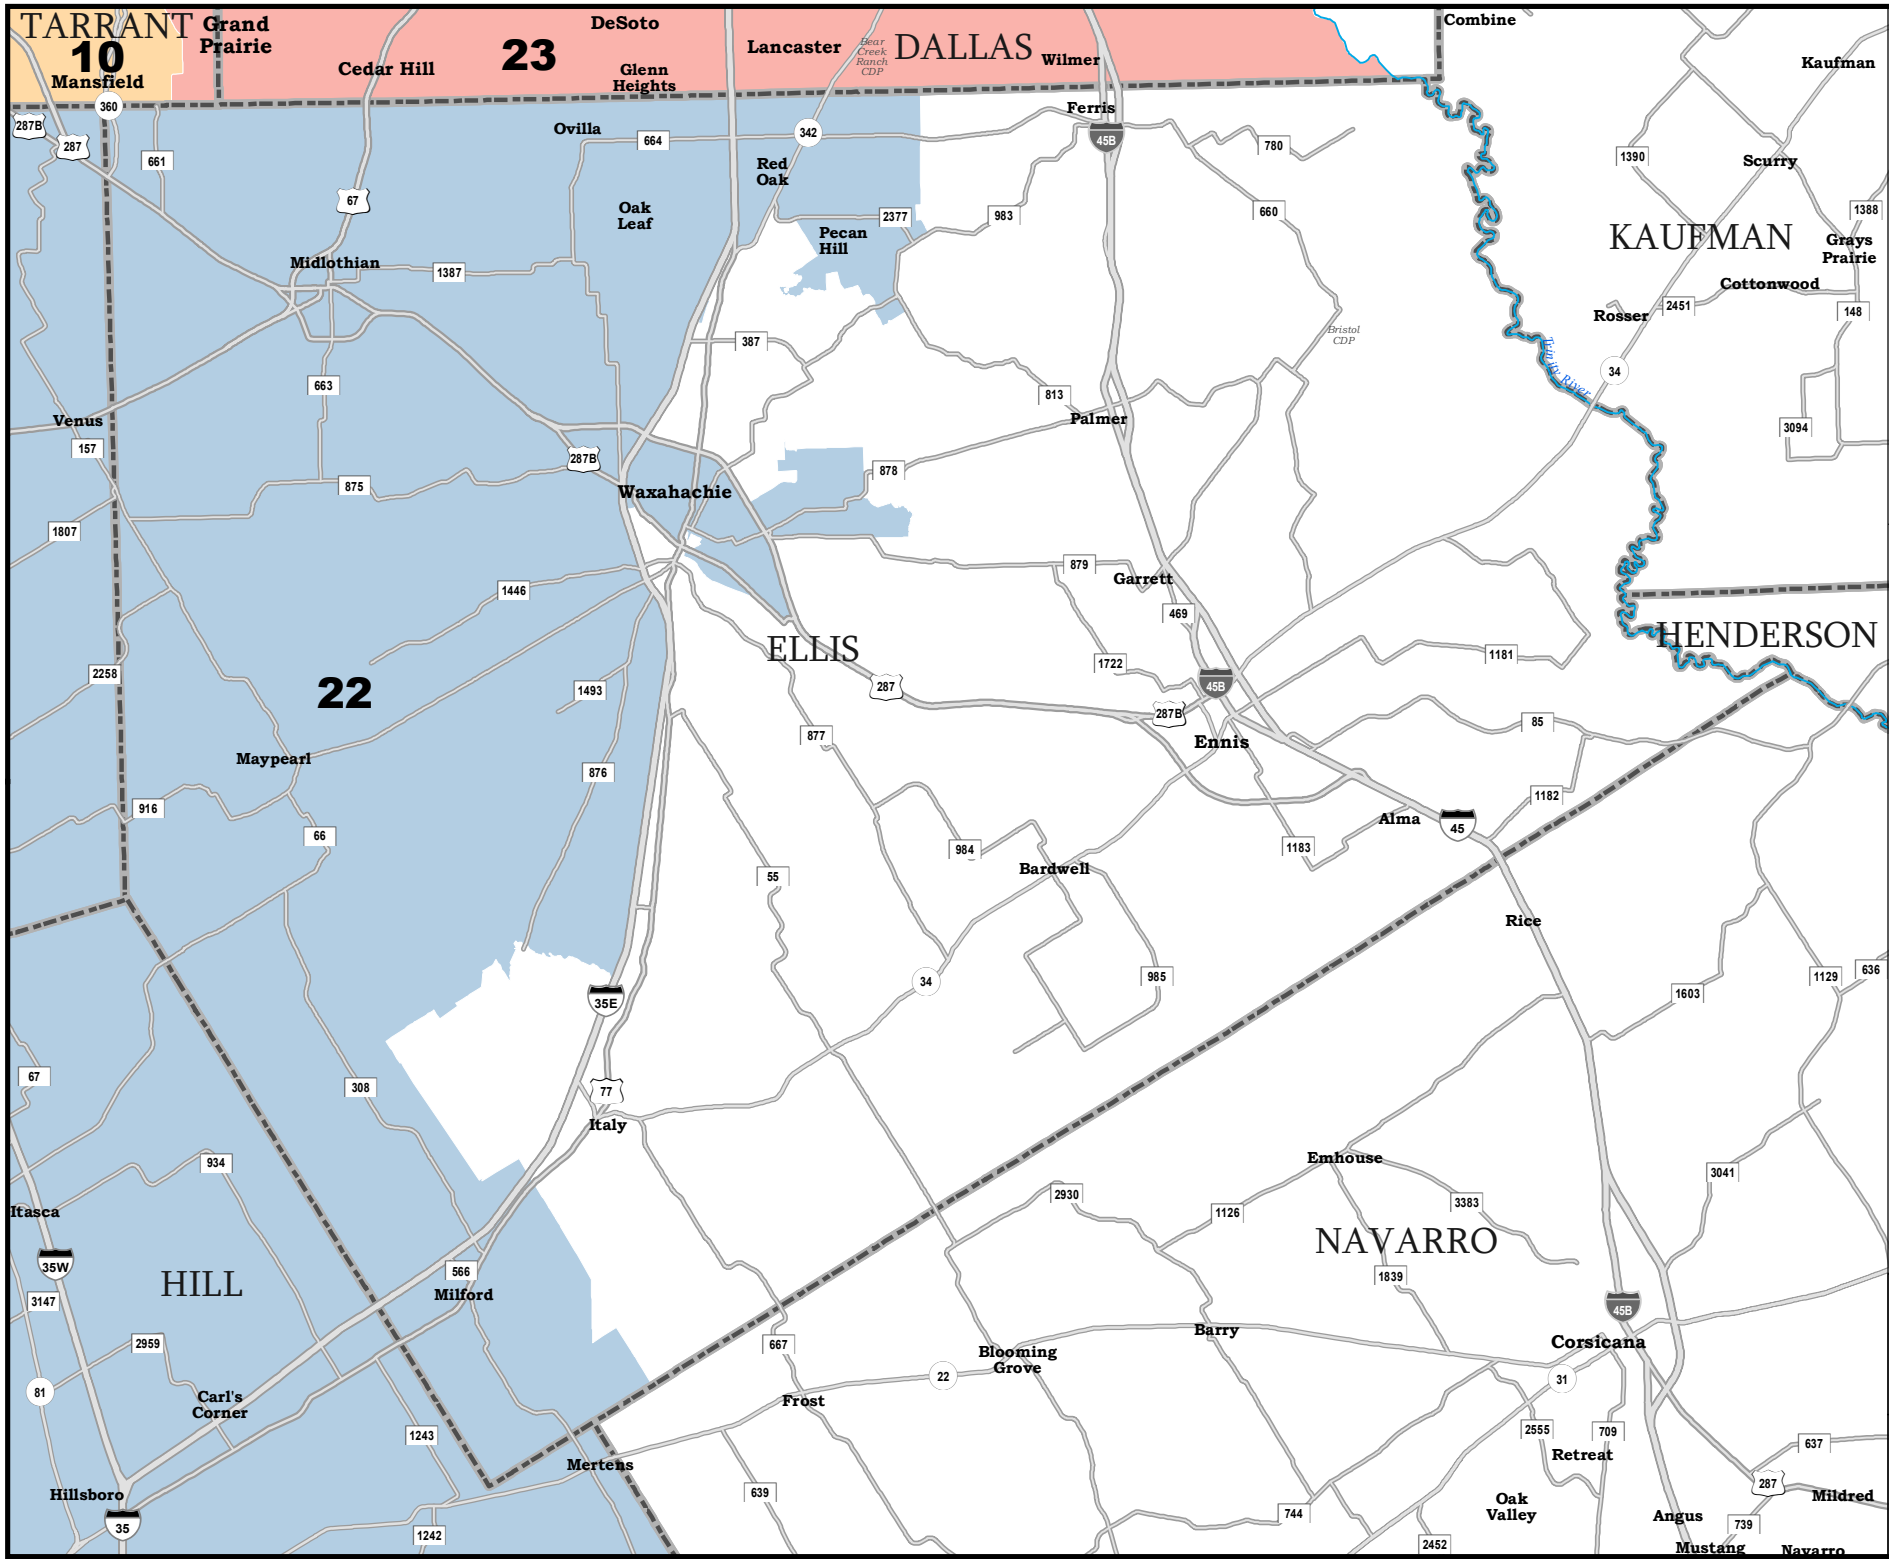 TARRANT
10
Mansfield
Grand
Prairie
Cedar Hill
23
DeSoto
Glenn
Heights
Lancaster
Bear
Creek
Ranch
CDP
DALLAS
Wilmer
Combine
Kaufman
360
287B
287
661
67
Ovilla
664
342
Red
Oak
Oak
Leaf
Pecan
Hill
2377
983
Ferris
45B
780
660
1390
Scurry
1388
KAUFMAN
Grays
Prairie
Cottonwood
2451
Rosser
148
34
Trinity River
Bristol
CDP
Midlothian
1387
387
663
813
Palmer
3094
Venus
157
287B
878
875
Waxahachie
1807
1446
879
Garrett
469
HENDERSON
ELLIS
1722
1181
2258
22
1493
287
45B
287B
Ennis
85
877
Maypearl
876
916
66
1182
Alma
45
984
1183
55
Bardwell
Rice
34
985
35E
1603
1129
636
67
308
77
Italy
934
Emhouse
3041
Itasca
2930
1126
3383
NAVARRO
35W
566
HILL
1839
3147
Milford
45B
2959
667
Barry
Corsicana
Blooming
Grove
22
31
81
Carl's
Corner
Frost
1243
2555
709
637
Retreat
Mertens
639
287
Hillsboro
Oak
Valley
744
Mildred
35
1242
Angus
739
2452
Mustang
Navarro